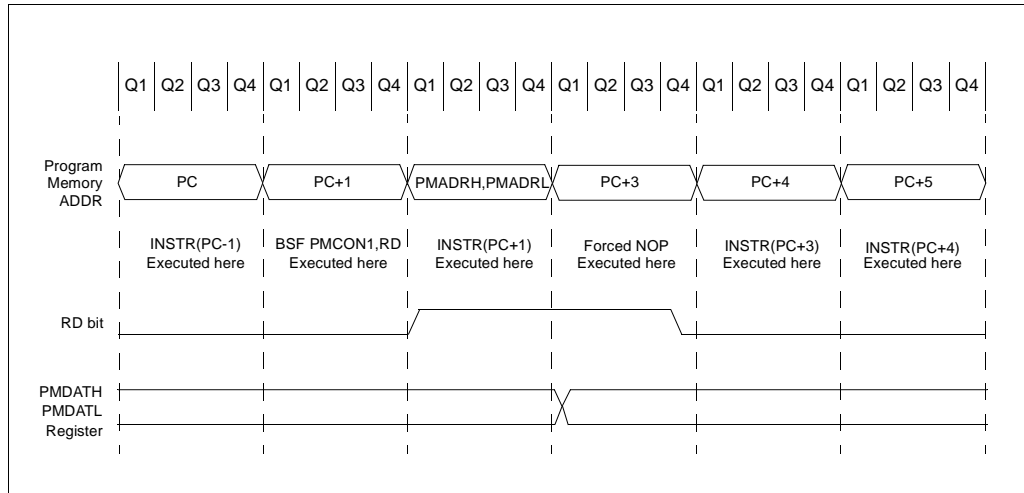 Q1 Q2 Q3 Q4 Q1 Q2 Q3 Q4 Q1 Q2 Q3 Q4 Q1 Q2 Q3 Q4 Q1 Q2 Q3 Q4 Q1 Q2 Q3 Q4
Program
Memory
ADDR
PC PC+1 PMADRH,PMADRL PC+3 PC+4 PC+5
INSTR(PC-1) BSF PMCON1,RD INSTR(PC+1) Forced NOP INSTR(PC+3) INSTR(PC+4)
Executed here Executed here Executed here Executed here Executed here Executed here
RD bit
PMDATH
PMDATL
Register